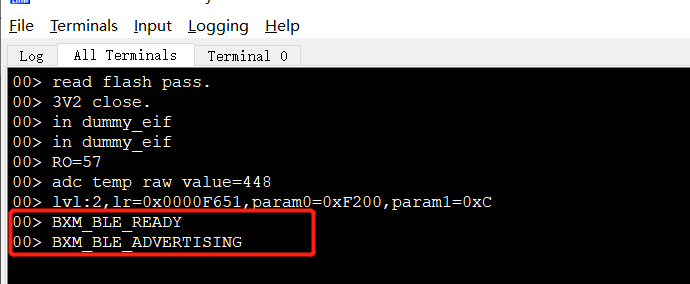 File Terminals Input Logging Help
Log All Terminals Terminal 0
00> read flash pass.
00> 3V2 close.
00> in dummy_eif
00> in dummy_eif
00> RO=57
00> adc temp raw value=448
00> lvl:2,lr=0x0000F651,param0=0xF200,param1=0xC
00> BXM_BLE_READY
00> BXM_BLE_ADVERTISING